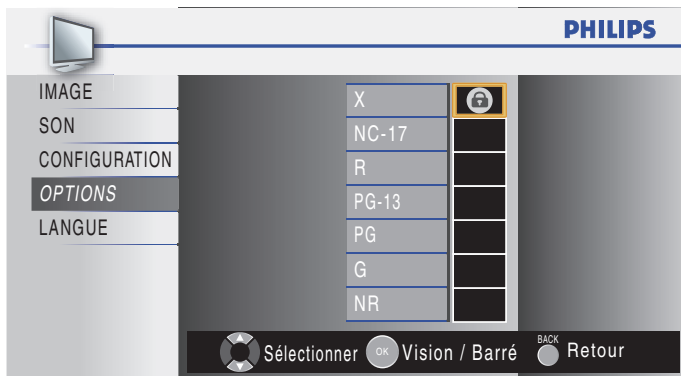 PHILIPS
IMAGE
SON
CONFIGURATION
OPTIONS
LANGUE
X
NC-17
R
PG-13
PG
G
NR
Sélectionner OK Vision / Barré BACK Retour